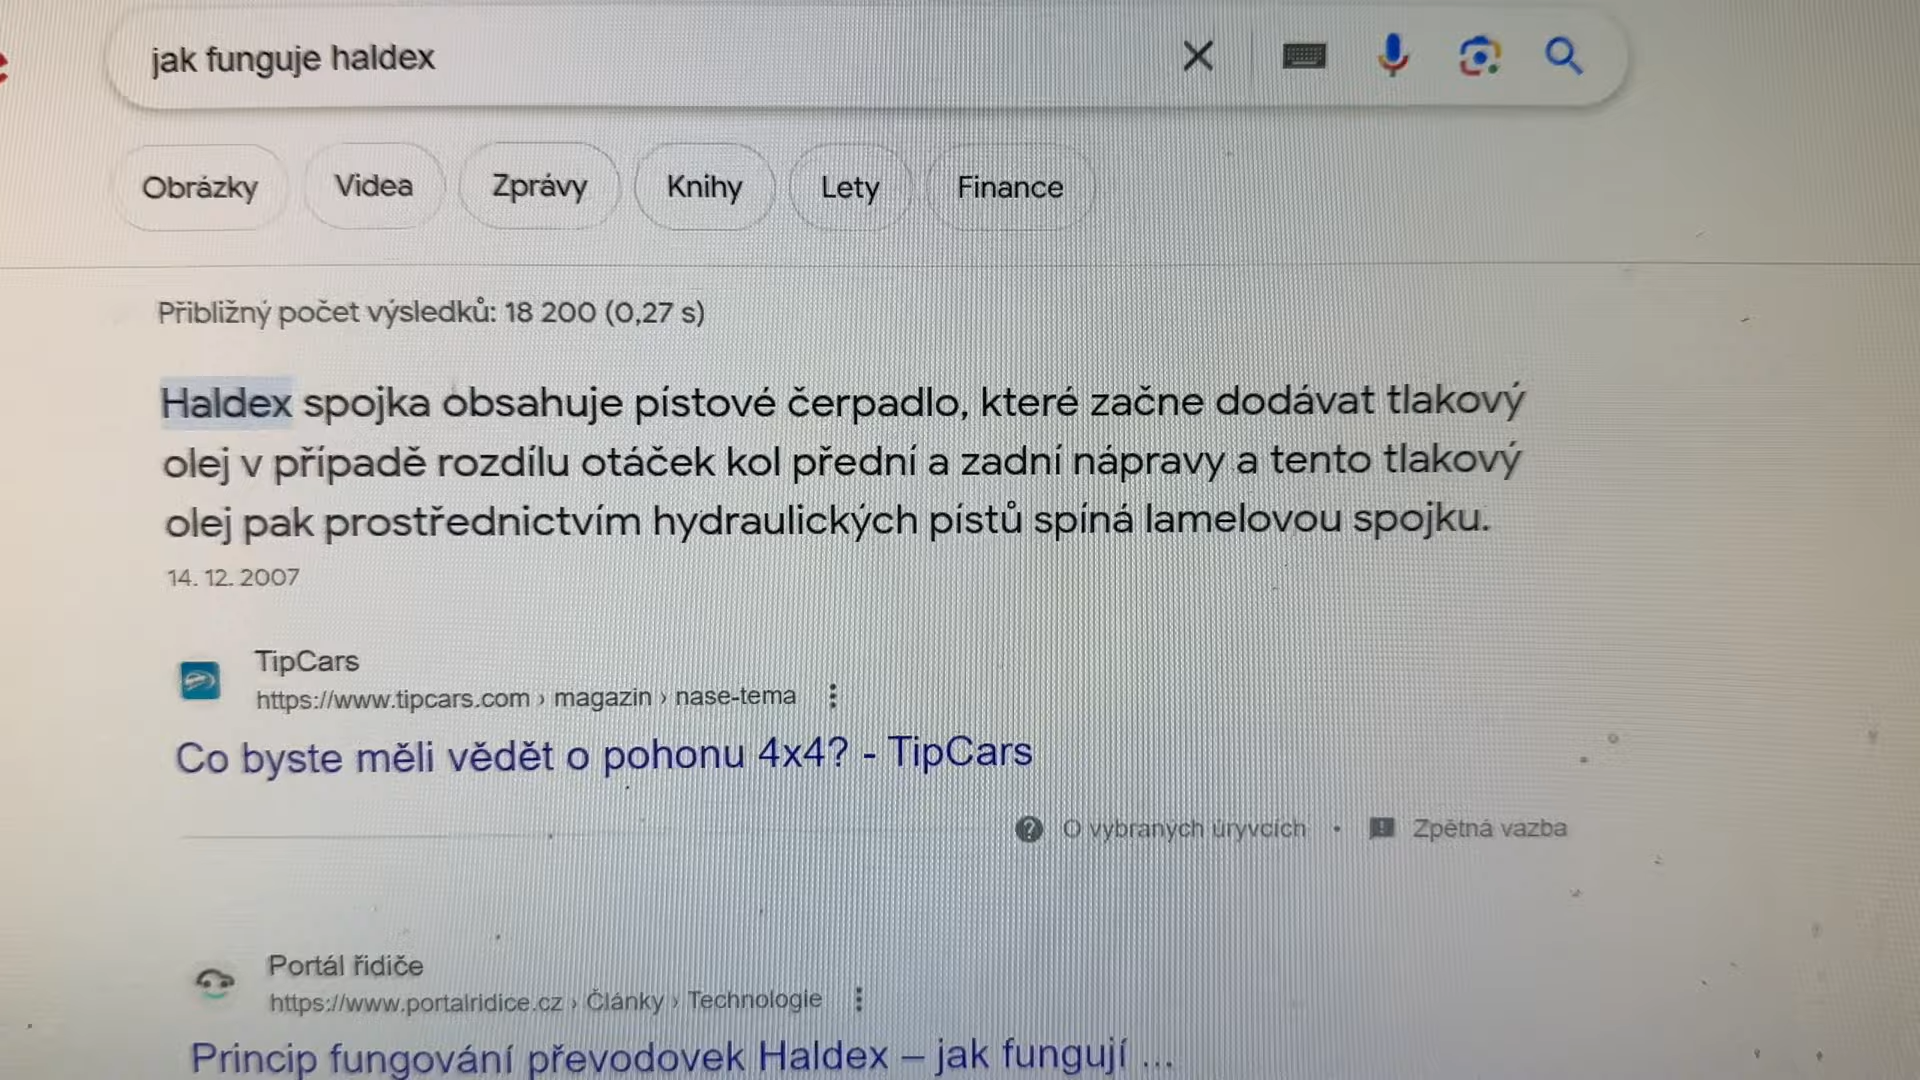 jak funguje haldex
Obrázky Videa Zprávy Knihy Lety Finance
Přibližný počet výsledků: 18 200 (0,27 s)
Haldex spojka obsahuje pístové čerpadlo, které začne dodávat tlakový
olej v případě rozdílu otáček kol přední a zadní nápravy a tento tlakový
olej pak prostřednictvím hydraulických pístů spíná lamelovou spojku.
14. 12. 2007
TipCars
https://www.tipcars.com › magazin › nase-tema
Co byste měli vědět o pohonu 4x4? - TipCars
O vybraných úryvcích • Zpětná vazba
Portál řidiče
https://www.portalridice.cz › Články › Technologie
Princip fungování převodovek Haldex – jak fungují ...